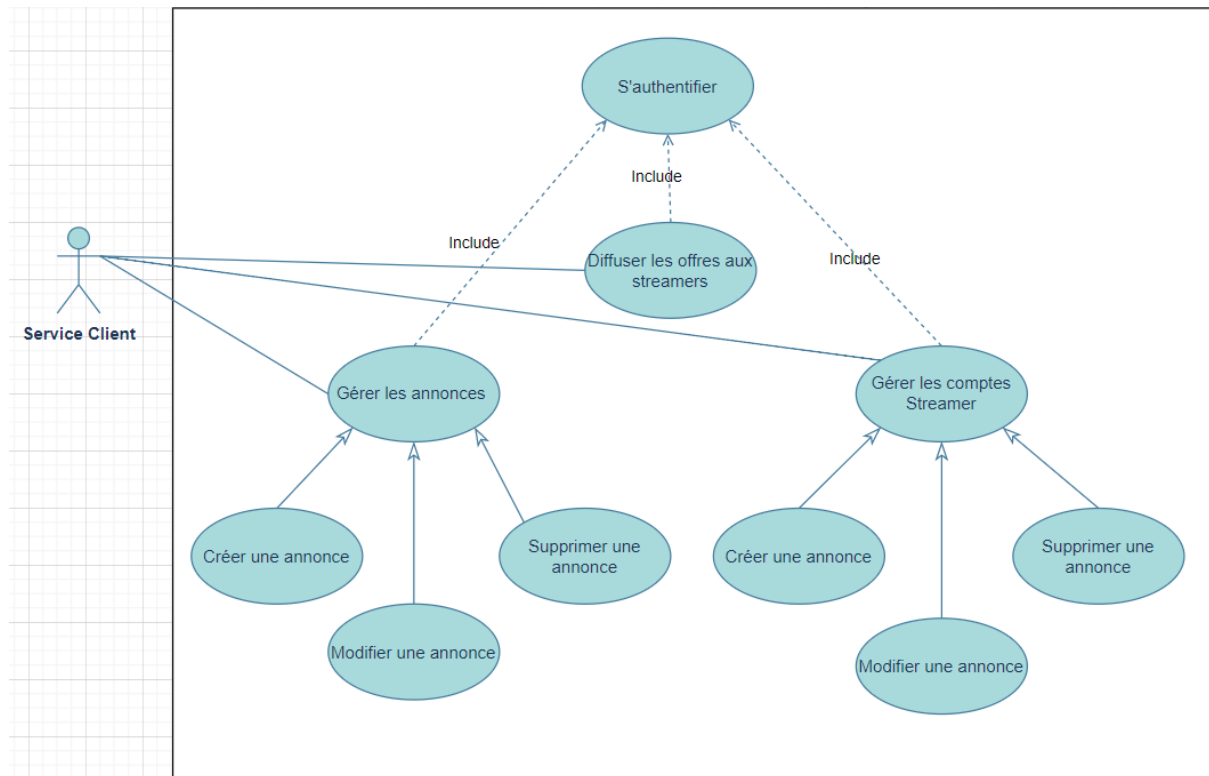 S'authentifier
Include
Include
Include
Diffuser les offres aux
streamers
Service Client
Gérer les annonces
Gérer les comptes
Streamer
Créer une annonce
Supprimer une
annonce
Modifier une annonce
Créer une annonce
Supprimer une
annonce
Modifier une annonce